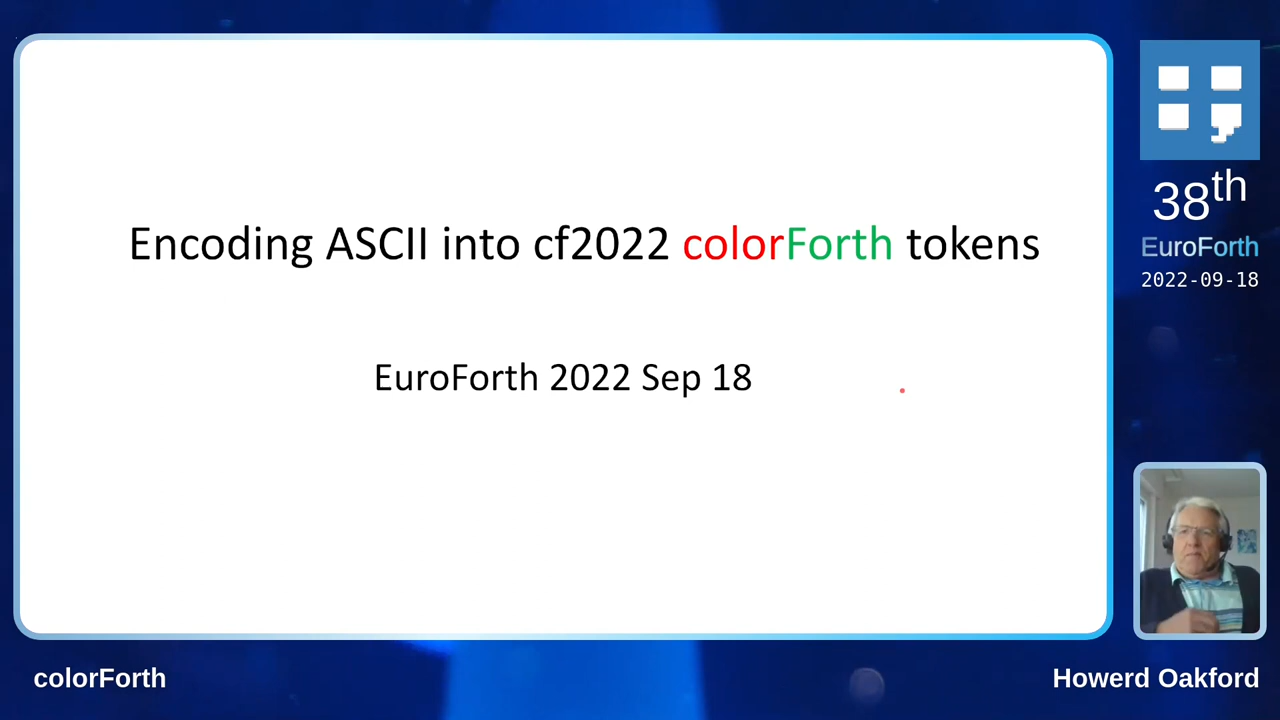 Encoding ASCII into cf2022 colorForth tokens
EuroForth 2022 Sep 18
38th
EuroForth
2022-09-18
colorForth
Howerd Oakford